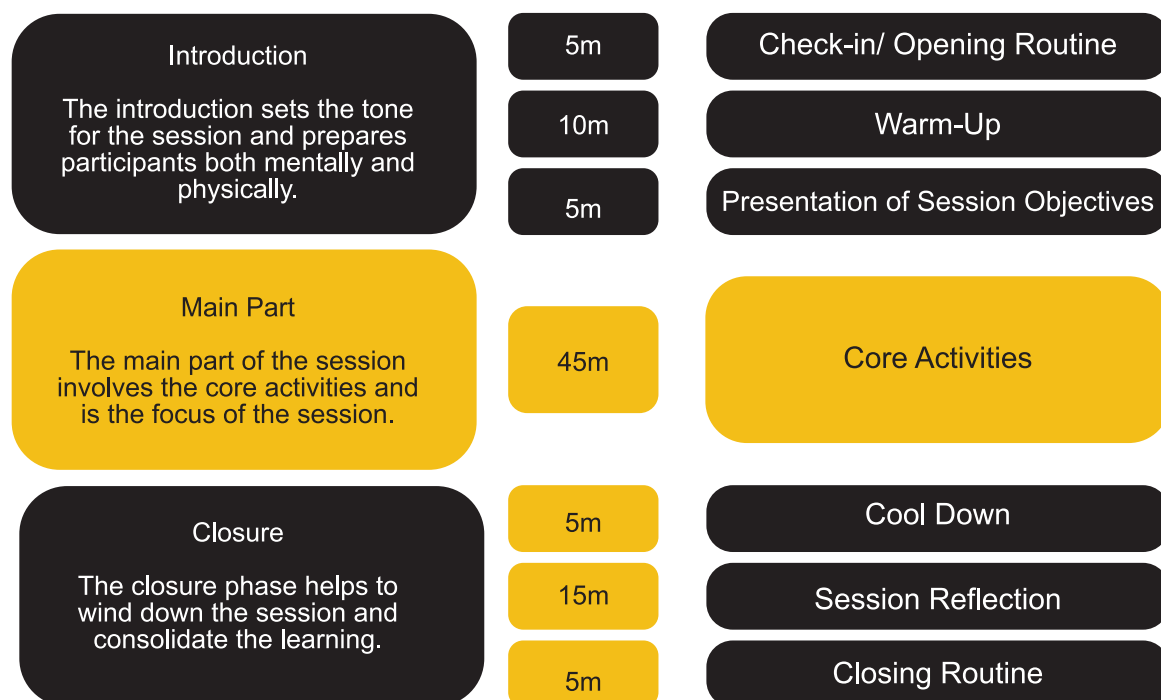 Introduction
The introduction sets the tone
for the session and prepares
participants both mentally and
physically.
5m
Check-in/ Opening Routine
10m
Warm-Up
5m
Presentation of Session Objectives
Main Part
The main part of the session
involves the core activities and
is the focus of the session.
45m
Core Activities
Closure
The closure phase helps to
wind down the session and
consolidate the learning.
5m
Cool Down
15m
Session Reflection
5m
Closing Routine